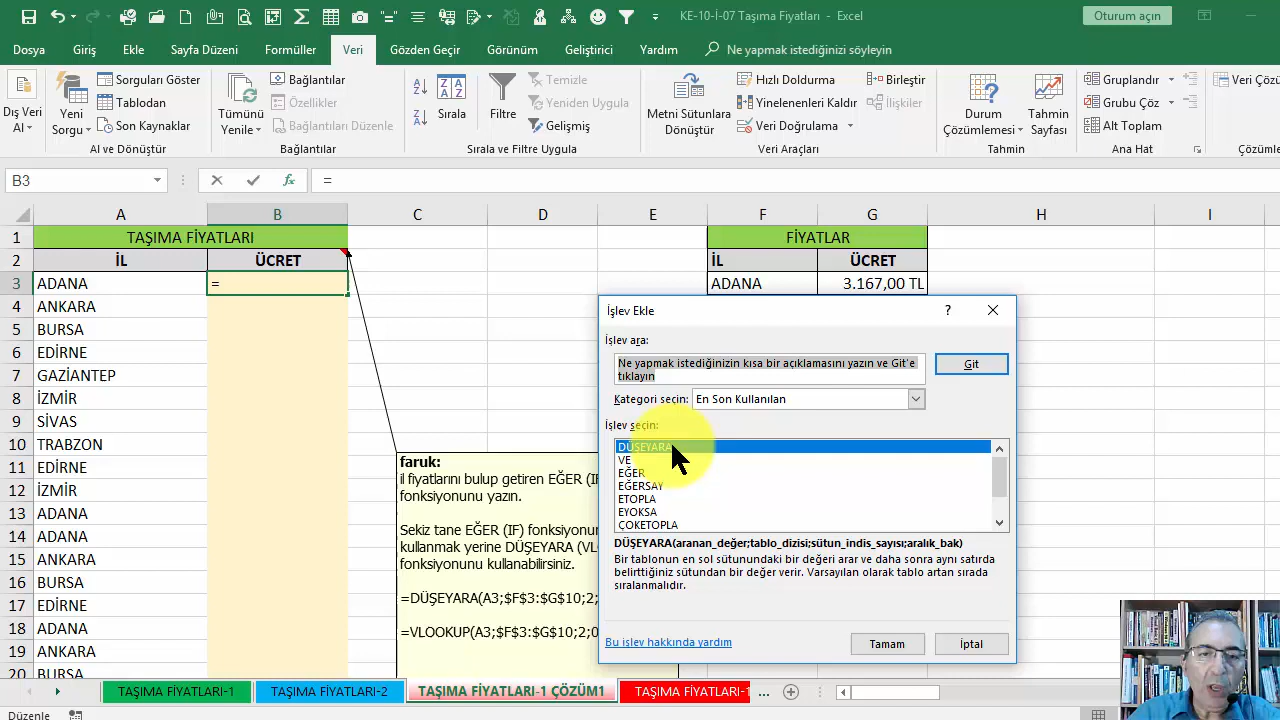 KE-10-İ-07 Taşıma Fiyatları - Excel
Oturum açın
Dosya Giriş Ekle Sayfa Düzeni Formüller Veri Gözden Geçir Görünüm Geliştirici Yardım Ne yapmak istediğinizi söyleyin
Dış Veri Al
Yeni Sorgu
Sorguları Göster
Tablodan
Son Kaynaklar
Al ve Dönüştür
Tümünü Yenile
Bağlantılar
Özellikler
Bağlantıları Düzenle
Bağlantılar
Sırala
Filtre
Temizle
Yeniden Uygula
Gelişmiş
Sırala ve Filtre Uygula
Metni Sütunlara Dönüştür
Hızlı Doldurma
Yinelenenleri Kaldır
Veri Doğrulama
Birleştir
İlişkiler
Veri Araçları
Durum Çözümlemesi
Tahmin Sayfası
Tahmin
Gruplandır
Grubu Çöz
Alt Toplam
Ana Hat
Veri Çözü
Çözümle
B3
fx
=
A B C D E F G H I
1 TAŞIMA FİYATLARI FİYATLAR
2 İL ÜCRET İL ÜCRET
3 ADANA = ADANA 3.167,00 TL
4 ANKARA
5 BURSA
6 EDİRNE
7 GAZİANTEP
8 İZMİR
9 SİVAS
10 TRABZON
11 EDİRNE
12 İZMİR
13 ADANA
14 ADANA
15 ANKARA
16 BURSA
17 EDİRNE
18 ADANA
19 ANKARA
20 BURSA
faruk:
il fiyatlarını bulup getiren EĞER (IF
fonksiyonunu yazın.
Sekiz tane EĞER (IF) fonksiyonun
kullanmak yerine DÜŞEYARA (VL
fonksiyonunu kullanabilirsiniz.
=DÜŞEYARA(A3;$F$3:$G$10;2;
=VLOOKUP(A3;$F$3:$G$10;2;0
İşlev Ekle
?
İşlev ara:
Ne yapmak istediğinizin kısa bir açıklamasını yazın ve Git'e
tıklayın
Git
Kategori seçin: En Son Kullanılan
İşlev seçin:
DÜŞEYARA
VE
EĞER
EĞERSAY
ETOPLA
EYOKSA
ÇOKETOPLA
DÜŞEYARA(aranan_değer;tablo_dizisi;sütun_indis_sayısı;aralık_bak)
Bir tablonun en sol sütunundaki bir değeri arar ve daha sonra aynı satırda
belirttiğiniz sütundan bir değer verir. Varsayılan olarak tablo artan sırada
sıralanmalıdır.
Bu işlev hakkında yardım
Tamam
İptal
TAŞIMA FİYATLARI-1 TAŞIMA FİYATLARI-2 TAŞIMA FİYATLARI-1 ÇÖZÜM1 TAŞIMA FİYATLARI-1 ...
Düzenle